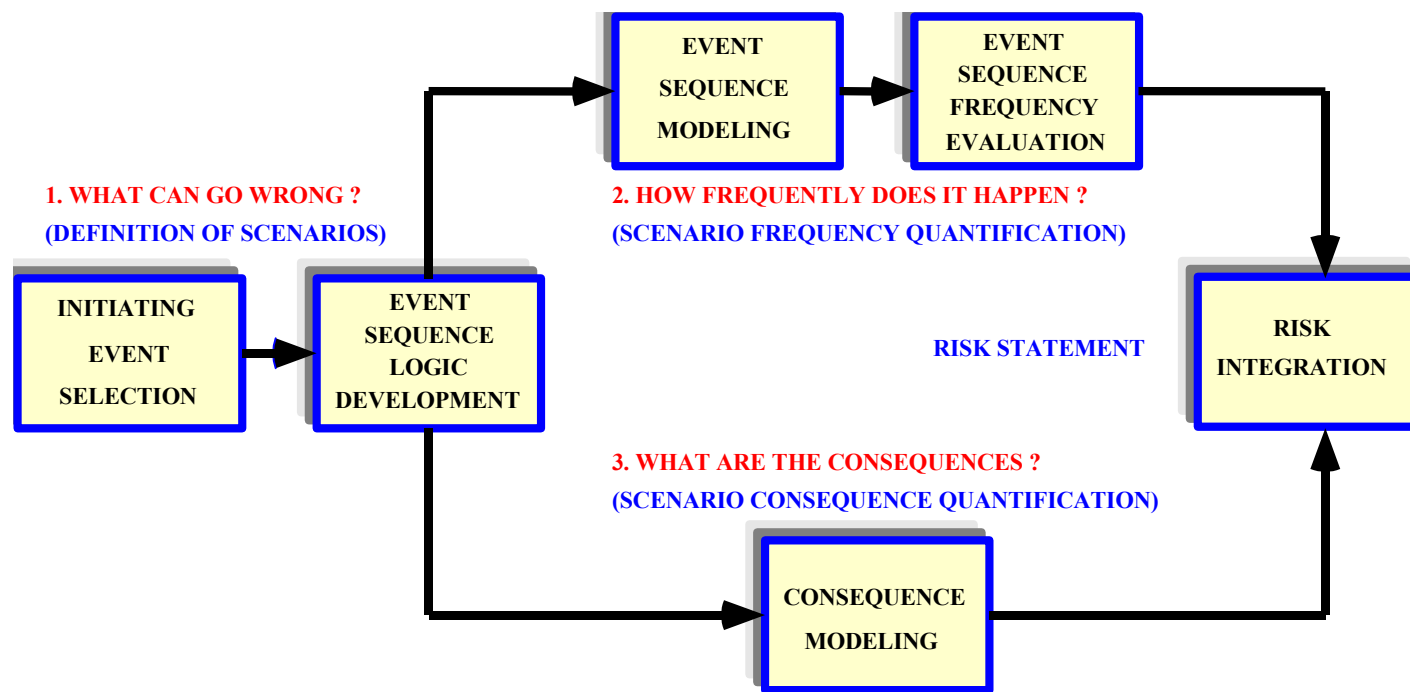 EVENT
SEQUENCE
MODELING
EVENT
SEQUENCE
FREQUENCY
EVALUATION
1. WHAT CAN GO WRONG ?
(DEFINITION OF SCENARIOS)
2. HOW FREQUENTLY DOES IT HAPPEN ?
(SCENARIO FREQUENCY QUANTIFICATION)
INITIATING
EVENT
SELECTION
EVENT
SEQUENCE
LOGIC
DEVELOPMENT
RISK STATEMENT
RISK
INTEGRATION
3. WHAT ARE THE CONSEQUENCES ?
(SCENARIO CONSEQUENCE QUANTIFICATION)
CONSEQUENCE
MODELING